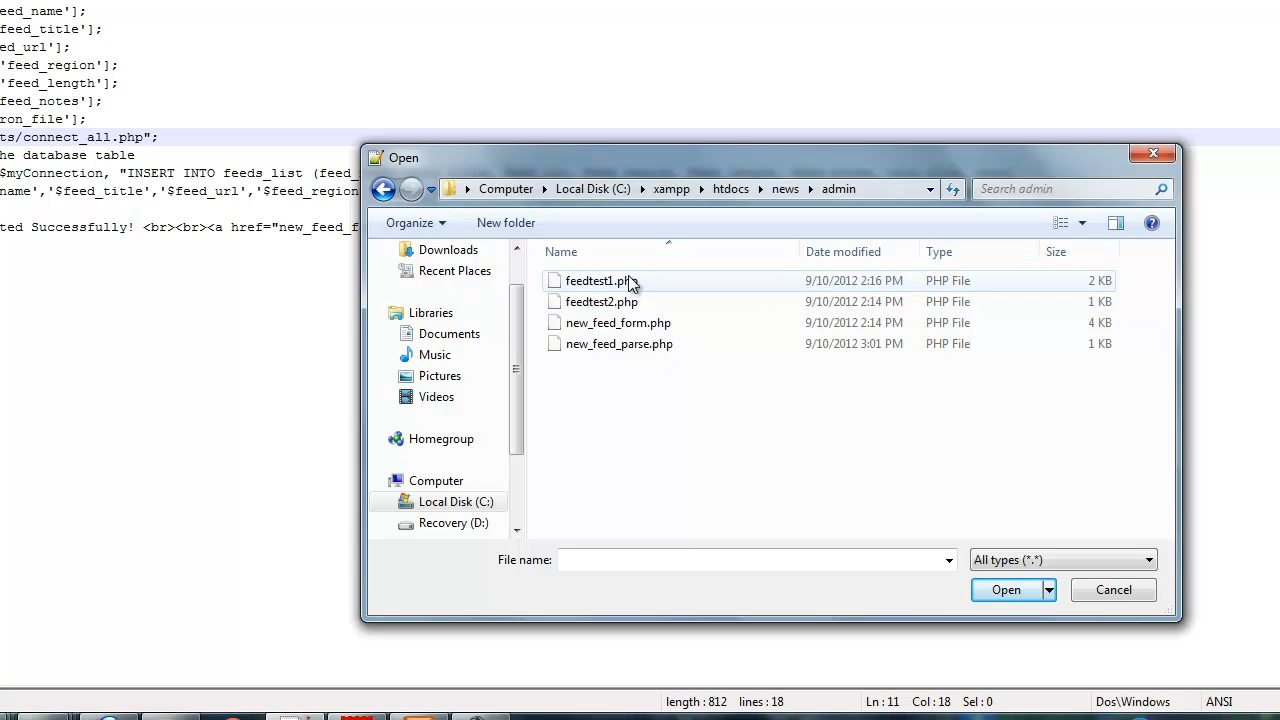 eed_name'];
feed_title'];
ed_url'];
'feed_region'];
'feed_length'];
feed_notes'];
ron_file'];
ts/connect_all.php";
he database table
$myConnection, "INSERT INTO feeds_list (feed_
name','$feed_title','$feed_url','$feed_region
ted Successfully! <br><br><a href="new_feed_f
Open
Computer Local Disk (C:) xampp htdocs news admin
Search admin
Organize New folder
Downloads
Recent Places
Libraries
Documents
Music
Pictures
Videos
Homegroup
Computer
Local Disk (C:)
Recovery (D:)
Name Date modified Type Size
feedtest1.php 9/10/2012 2:16 PM PHP File 2 KB
feedtest2.php 9/10/2012 2:14 PM PHP File 1 KB
new_feed_form.php 9/10/2012 2:14 PM PHP File 4 KB
new_feed_parse.php 9/10/2012 3:01 PM PHP File 1 KB
File name: All types (*.*)
Open Cancel
length : 812 lines : 18 Ln : 11 Col : 18 Sel : 0 Dos\Windows ANSI